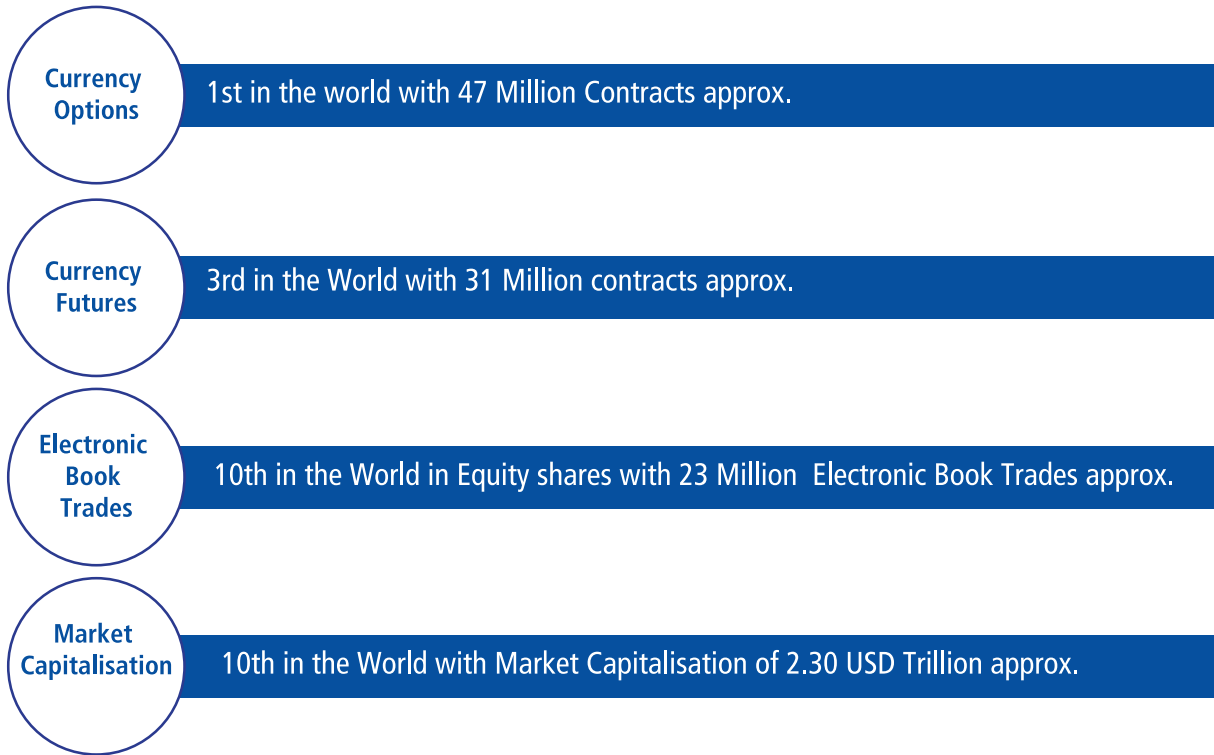 Currency
Options
1st in the world with 47 Million Contracts approx.
Currency
Futures
3rd in the World with 31 Million contracts approx.
Electronic
Book
Trades
10th in the World in Equity shares with 23 Million  Electronic Book Trades approx.
Market
Capitalisation
10th in the World with Market Capitalisation of 2.30 USD Trillion approx.